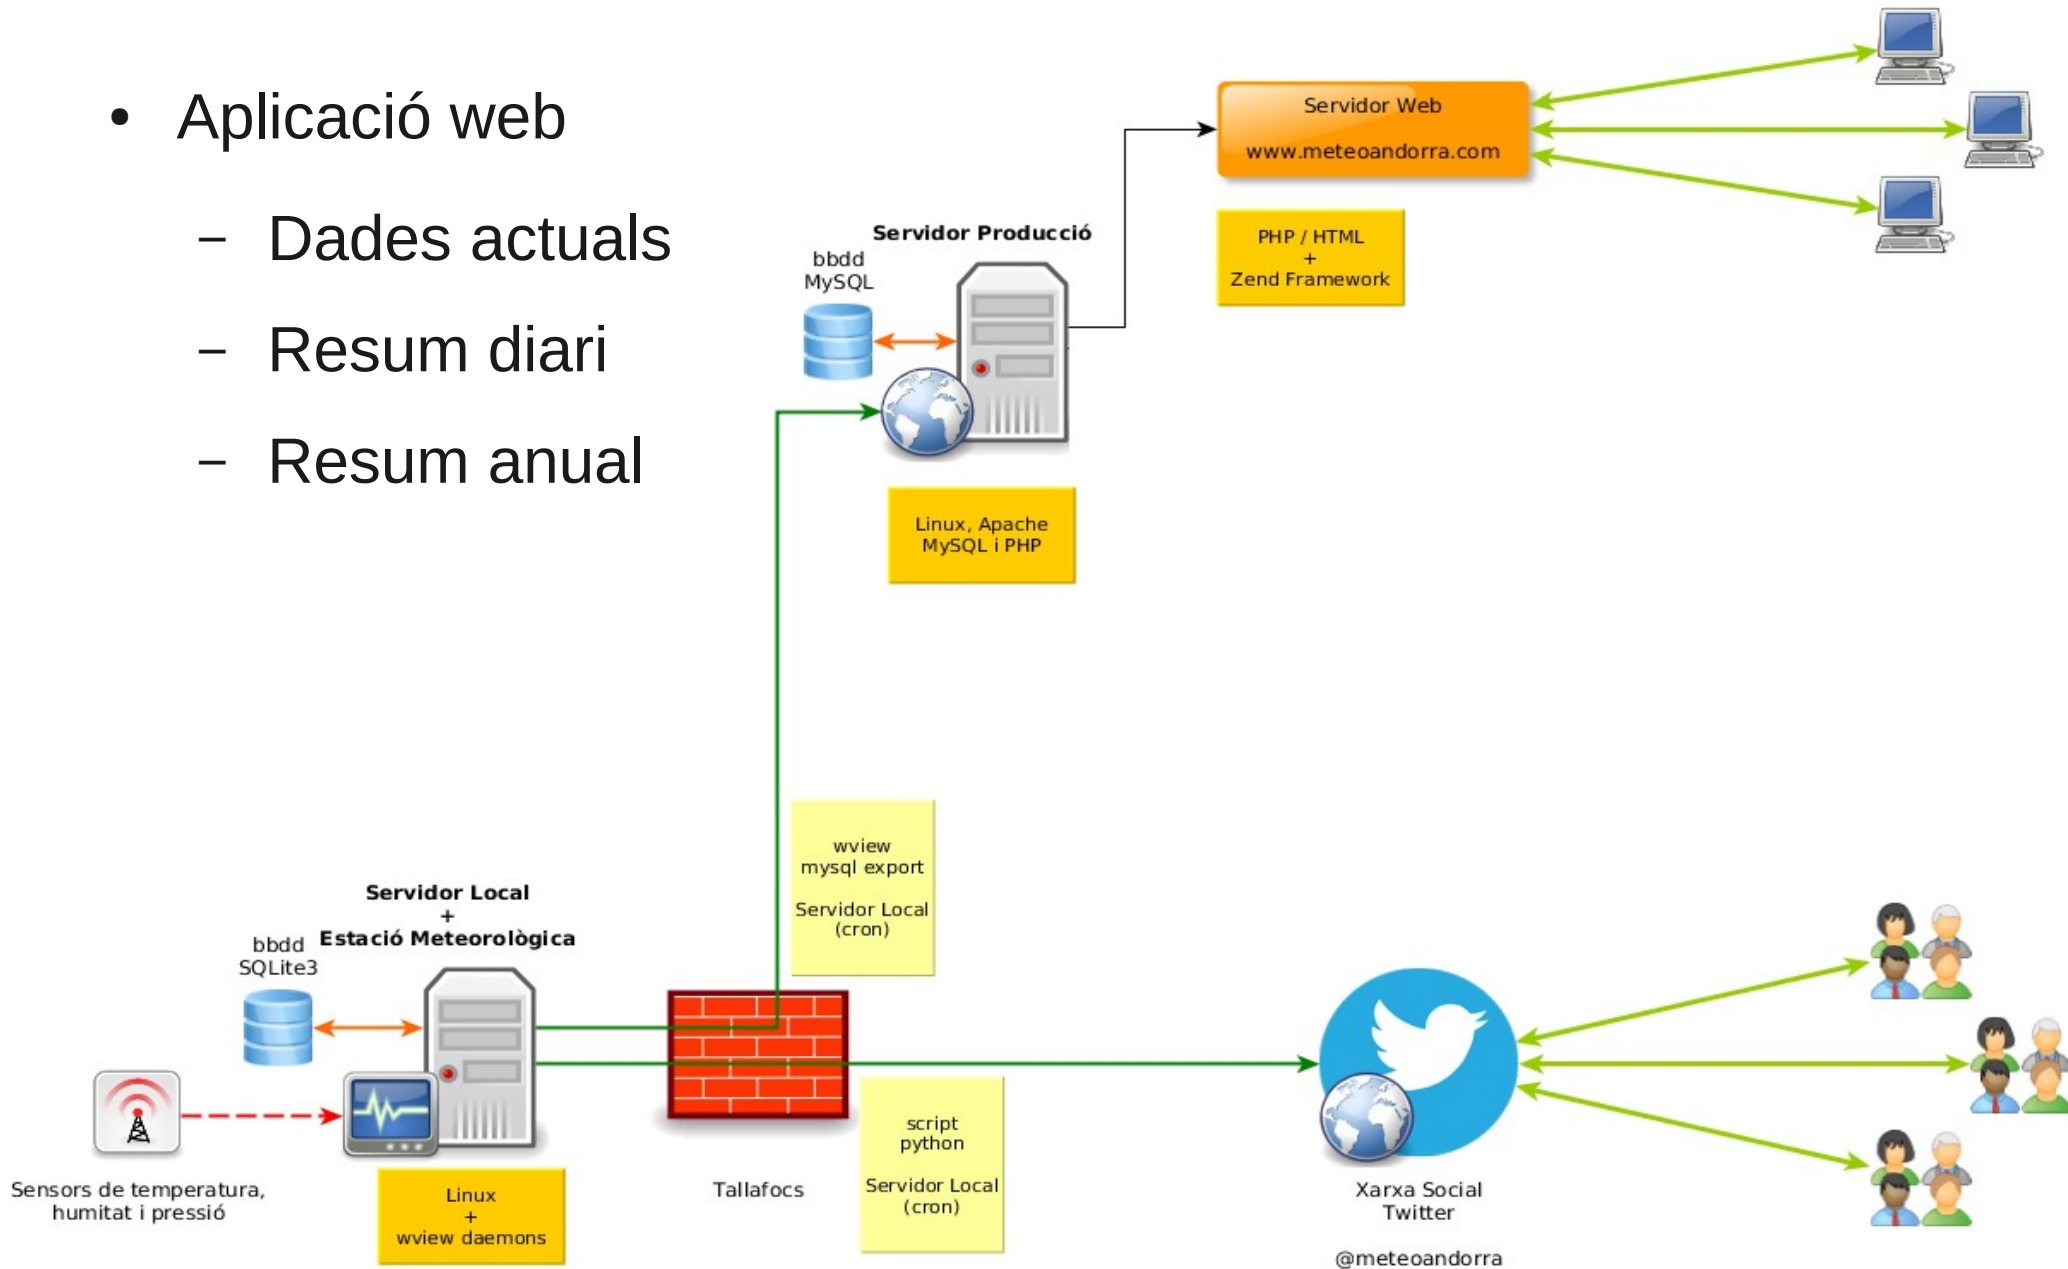 • Aplicació web
– Dades actuals
– Resum diari
– Resum anual
Servidor Web
www.meteoandorra.com
PHP / HTML
+
Zend Framework
Servidor Producció
bbdd
MySQL
Linux, Apache
MySQL i PHP
wview
mysql export
Servidor Local
(cron)
Servidor Local
+
Estació Meteorològica
bbdd
SQLite3
Sensors de temperatura,
humitat i pressió
Linux
+
wview daemons
Tallafocs
script
python
Servidor Local
(cron)
Xarxa Social
Twitter
@meteoandorra